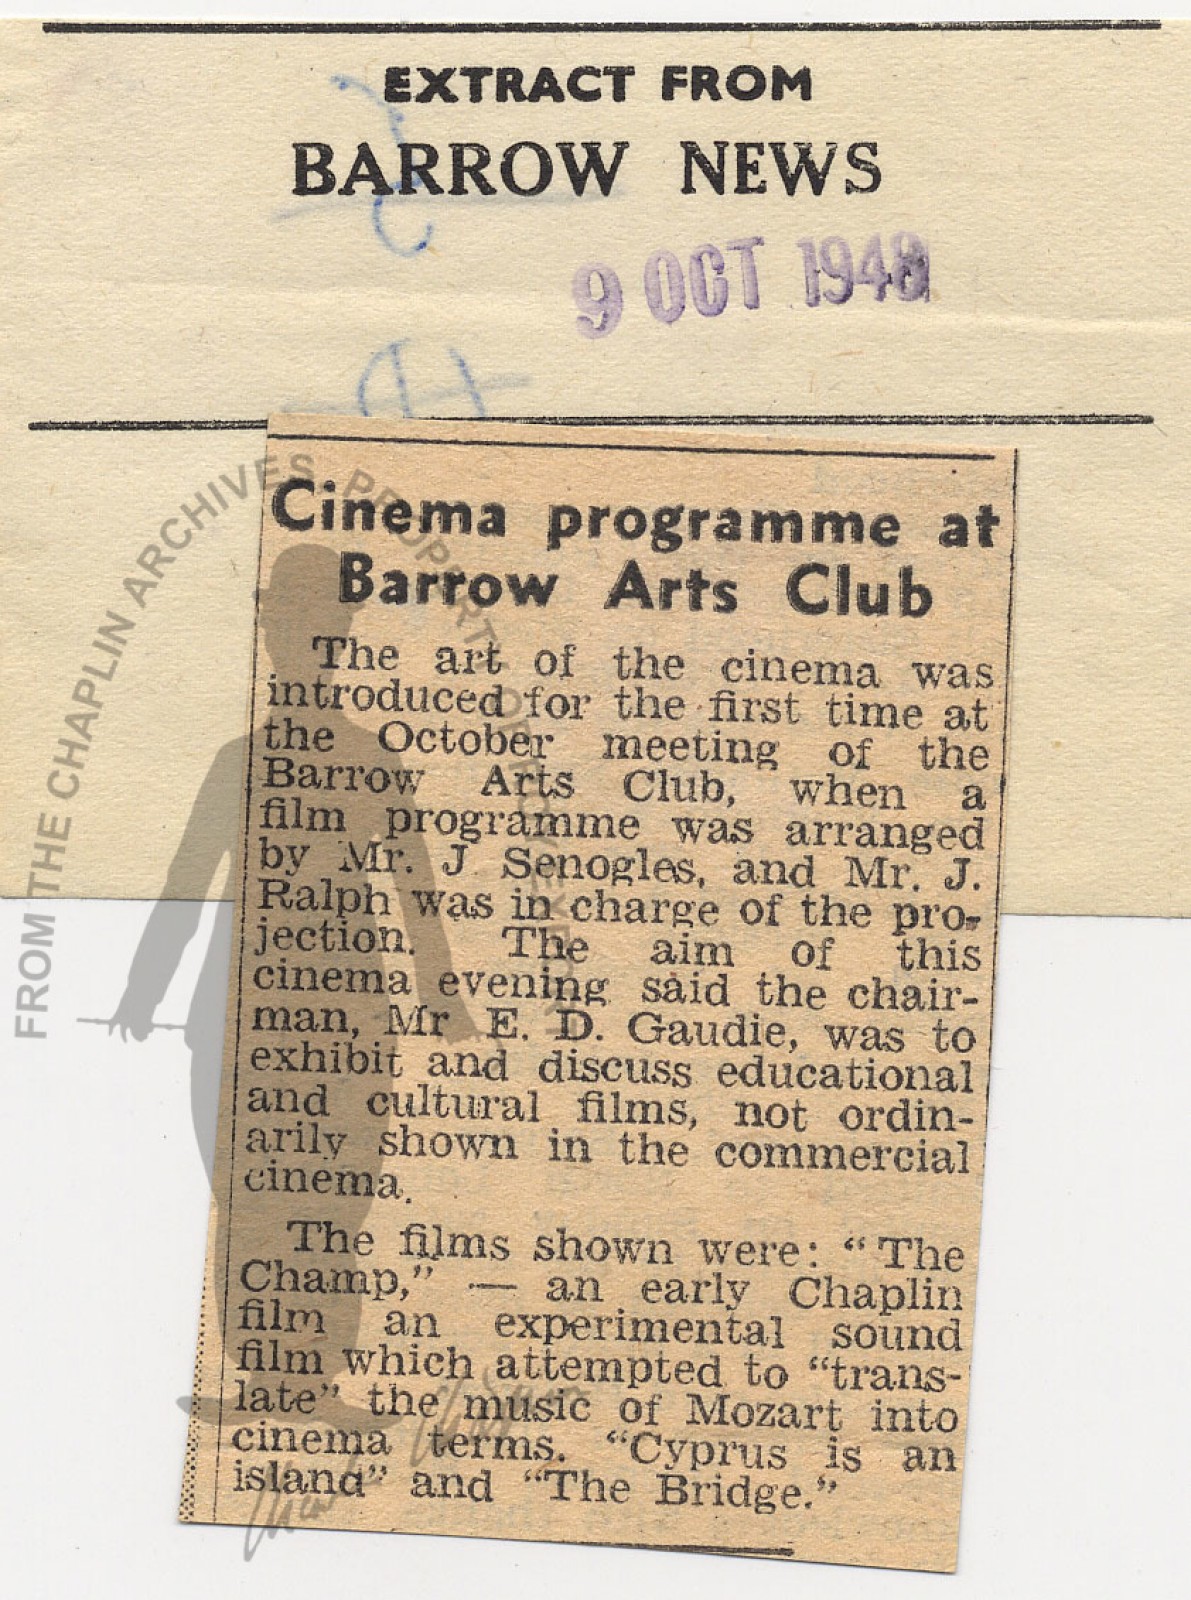 EXTRACT FROM
BARROW NEWS
9 OCT 1948
Cinema programme at
Barrow Arts Club
The art of the cinema was
introduced for the first time at
the October meeting of the
Barrow Arts Club, when a
film programme was arranged
by Mr. J. Senogles, and Mr. J.
Ralph was in charge of the pro-
jection. The aim of this
cinema evening said the chair-
man, Mr E. D. Gaudie, was to
exhibit and discuss educational
and cultural films, not ordin-
arily shown in the commercial
cinema.
The films shown were: "The
Champ," — an early Chaplin
film an experimental sound
film which attempted to "trans-
late" the music of Mozart into
cinema terms. "Cyprus is an
island" and "The Bridge."
FROM THE CHAPLIN ARCHIVES PROPERTY OF ROY EXPORT